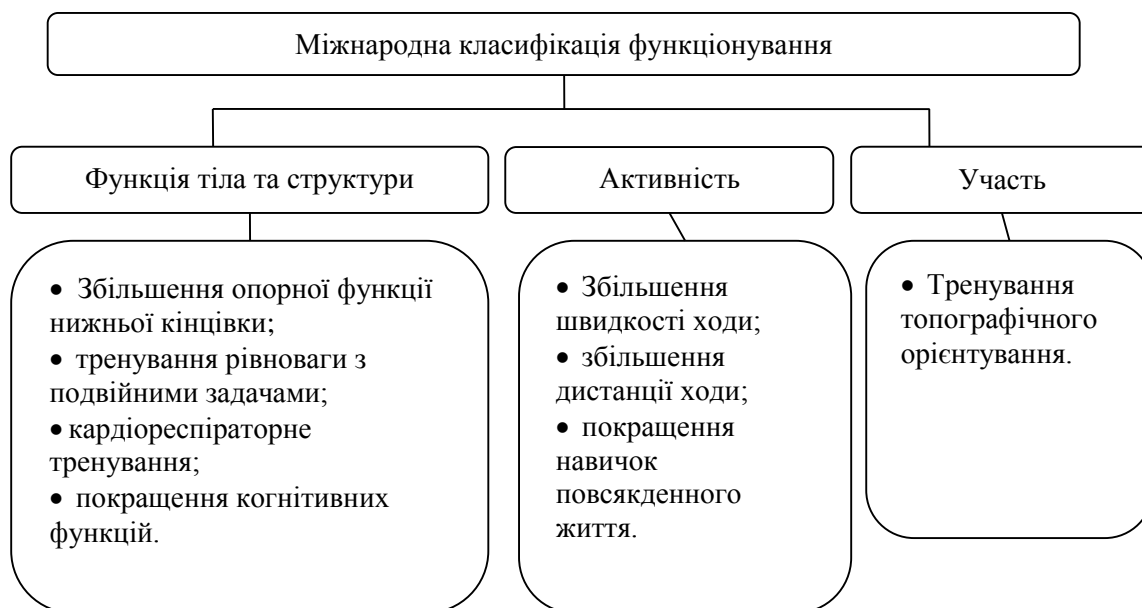 Міжнародна класифікація функціонування
Функція тіла та структури
Активність
Участь
• Збільшення опорної функції
нижньої кінцівки;
• тренування рівноваги з
подвійними задачами;
• кардіореспіраторне
тренування;
• покращення когнітивних
функцій.
• Збільшення
швидкості ходи;
• збільшення
дистанції ходи;
• покращення
навичок
повсякденного
життя.
• Тренування
топографічного
орієнтування.